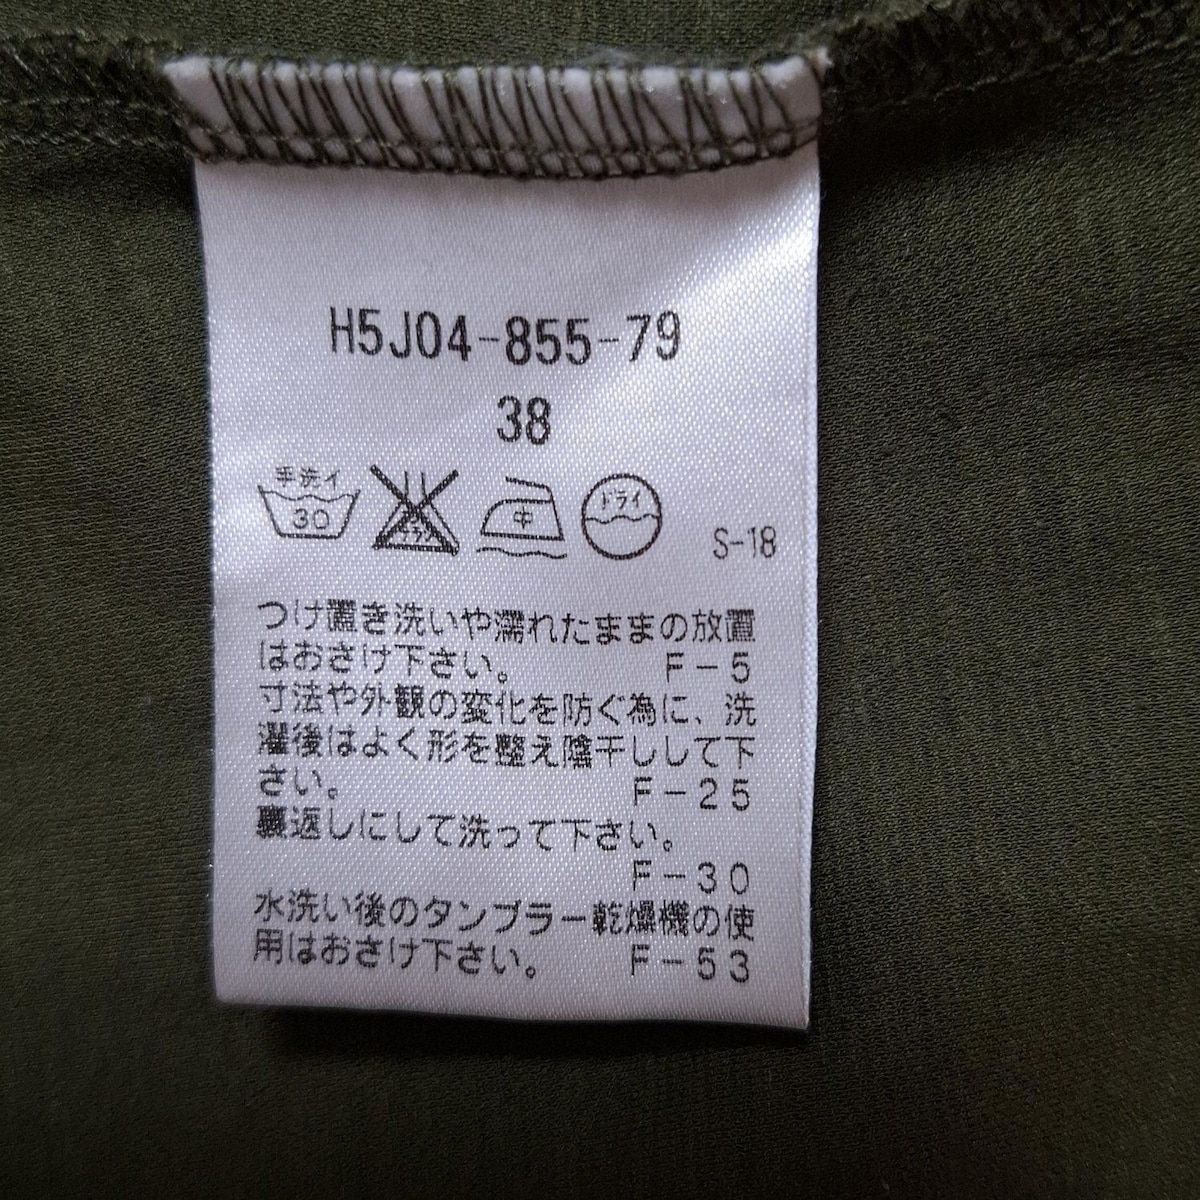 H5J04-855-79
38
手洗イ
30
中
ドライ
S-18
つけ置き洗いや濡れたままの放置
はおさけ下さい。 F-5
寸法や外観の変化を防ぐ為に、洗
濯後はよく形を整え陰干しして下
さい。 F-25
裏返しにして洗って下さい。
F-30
水洗い後のタンブラー乾燥機の使
用はおさけ下さい。 F-53